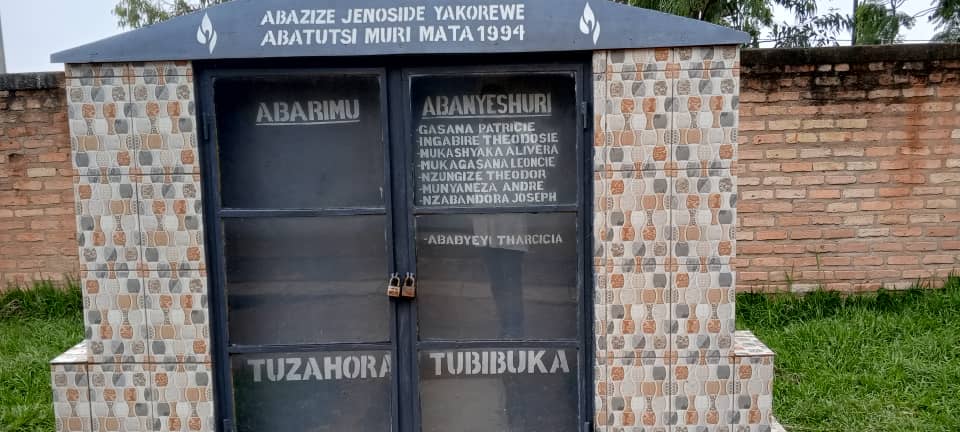 ABAZIZE JENOSIDE YAKOREWE
ABATUTSI MURI MATA 1994
ABARIMU
ABANYESHURI
-GASANA PATRICIE
-INGABIRE THEODOSIE
-MUKASHYAKA ALIVERA
-MUKAGASANA LEONCIE
-NZUNGIZE THEODOR
-MUNYANEZA ANDRE
-NZABANDORA JOSEPH
-ABABYEYI THARCICIA
TUZAHORA TUBIBUKA